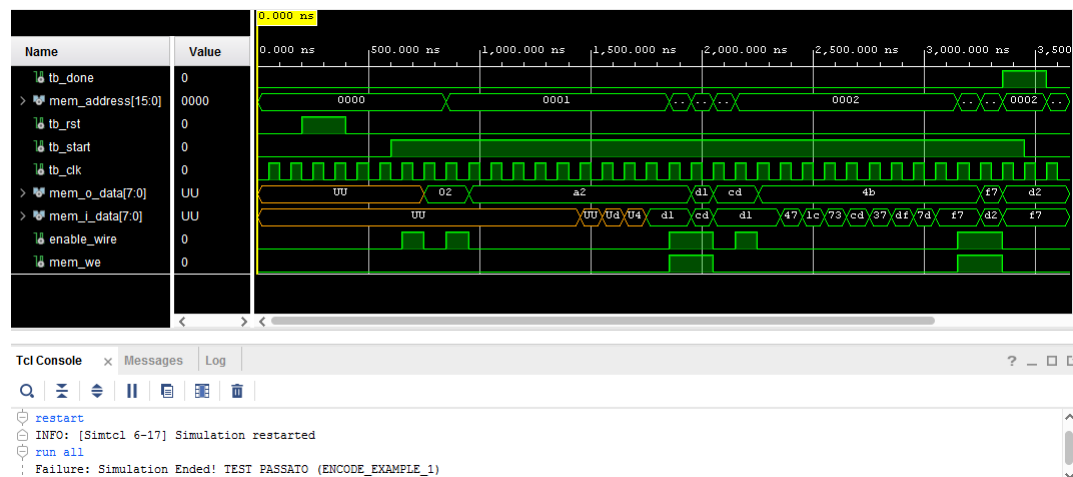 0.000 ns
Name Value 0.000 ns 500.000 ns 1,000.000 ns 1,500.000 ns 2,000.000 ns 2,500.000 ns 3,000.000 ns 3,500
tb_done 0
mem_address[15:0] 0000 0000 0001 .. .. .. 0002 .. .. 0002 ..
tb_rst 0
tb_start 0
tb_clk 0
mem_o_data[7:0] UU UU 02 a2 d1 cd 4b f7 d2
mem_i_data[7:0] UU UU UU Ud U4 d1 cd d1 47 1c 73 cd 37 df 7d f7 d2 f7
enable_wire 0
mem_we 0
Tcl Console Messages Log
restart
INFO: [Simtcl 6-17] Simulation restarted
run all
Failure: Simulation Ended! TEST PASSATO (ENCODE_EXAMPLE_1)